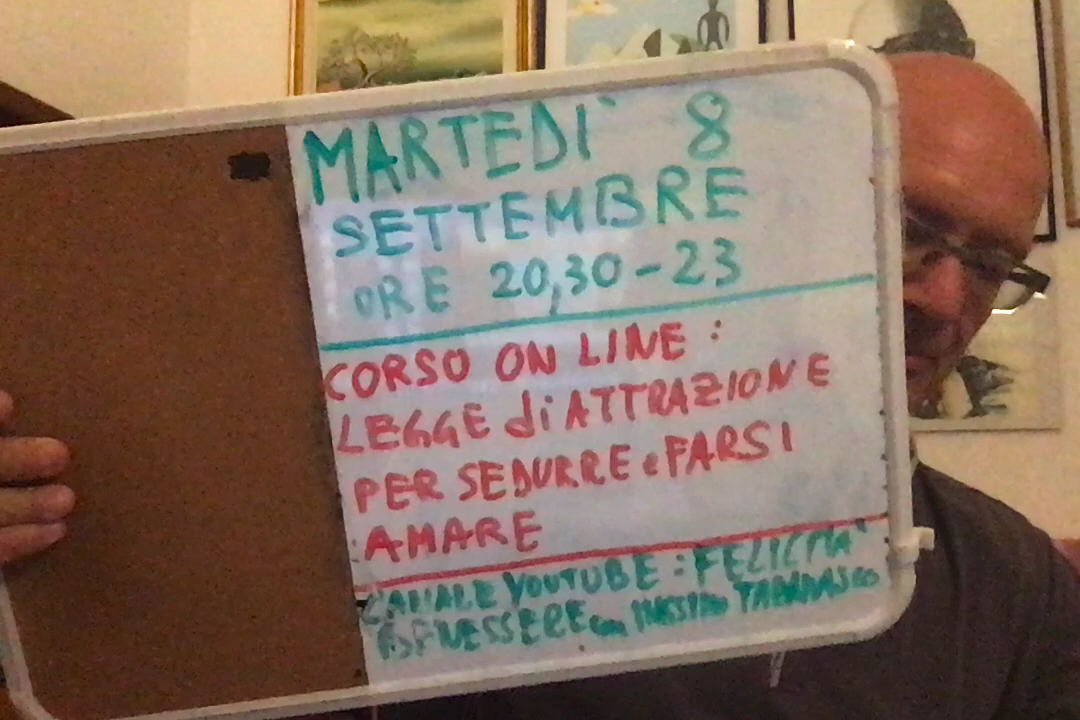 MARTEDI' 8
SETTEMBRE
ORE 20,30-23
CORSO ON LINE:
LEGGE di ATTRAZIONE
PER SEDURRE e FARSI
AMARE
CANALE YOUTUBE: FELICITA'
BENESSERE con MASSIMO TARAMASCO